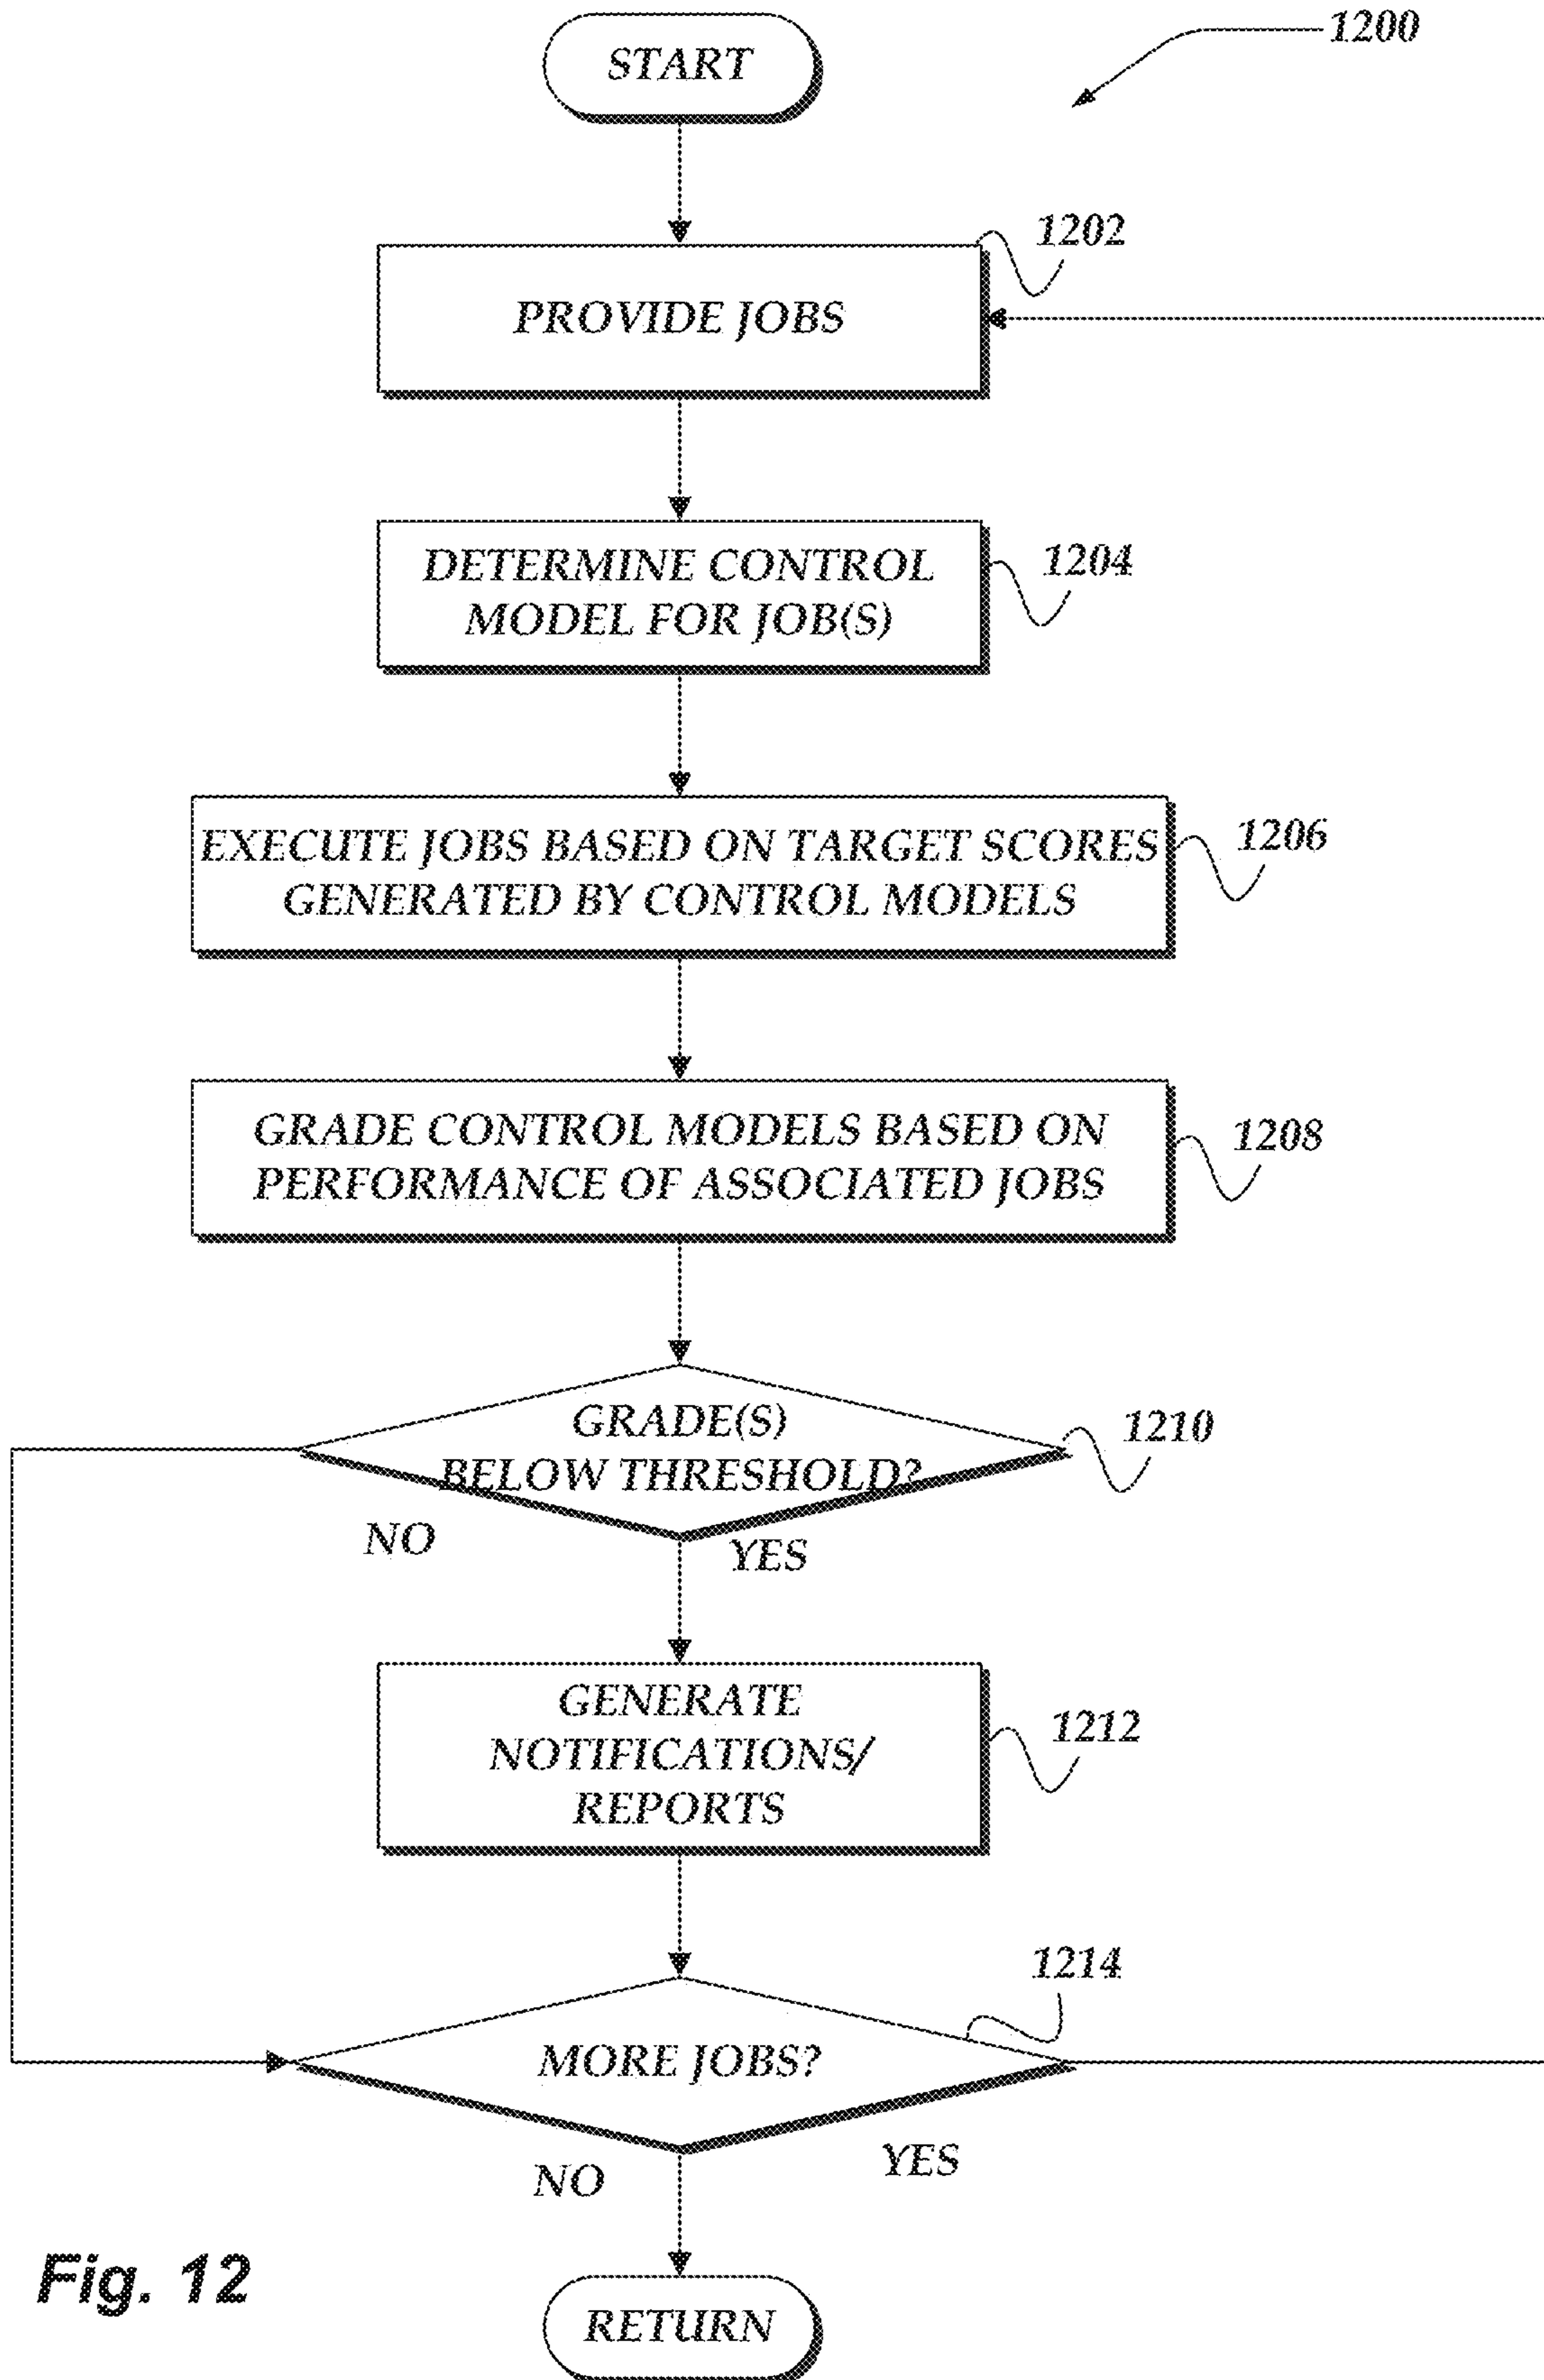 1200
START
1202
PROVIDE JOBS
DETERMINE CONTROL
MODEL FOR JOB(S)
1204
EXECUTE JOBS BASED ON TARGET SCORES
GENERATED BY CONTROL MODELS
1206
GRADE CONTROL MODELS BASED ON
PERFORMANCE OF ASSOCIATED JOBS
1208
GRADE(S)
BELOW THRESHOLD?
1210
NO
YES
GENERATE
NOTIFICATIONS/
REPORTS
1212
1214
MORE JOBS?
NO
YES
Fig. 12
RETURN